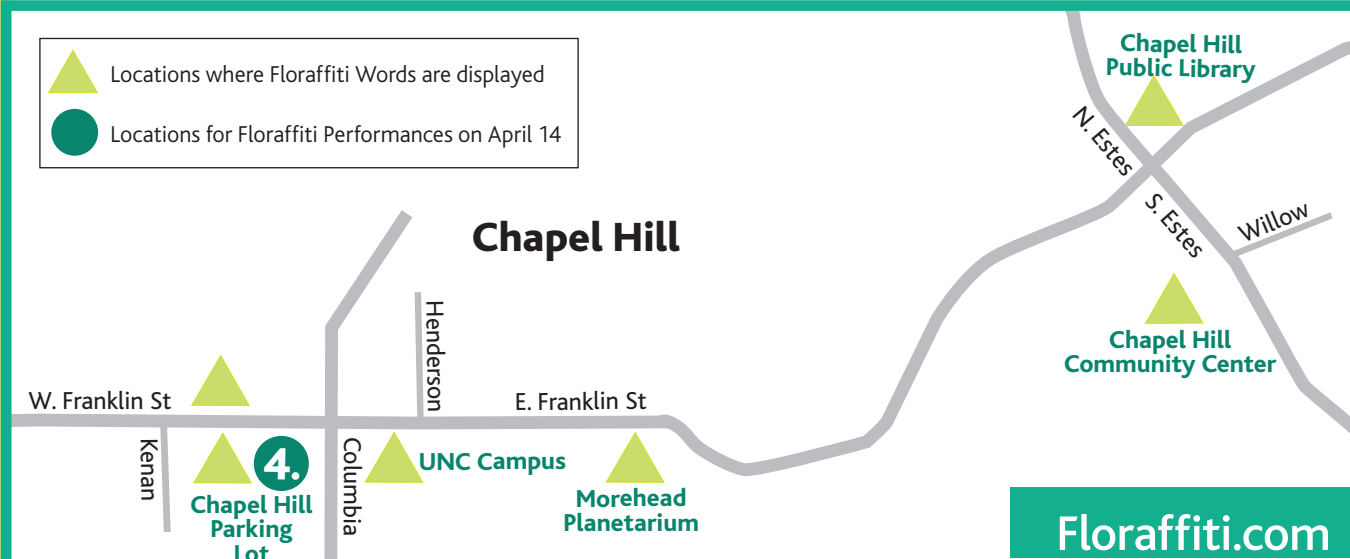 Locations where Floraffiti Words are displayed
Locations for Floraffiti Performances on April 14
Chapel Hill
Public Library
N. Estes
S. Estes
Willow
Chapel Hill
Henderson
W. Franklin St
E. Franklin St
Kenan
4.
Columbia
UNC Campus
Chapel Hill
Parking
Lot
Morehead
Planetarium
Chapel Hill
Community Center
Floraffiti.com